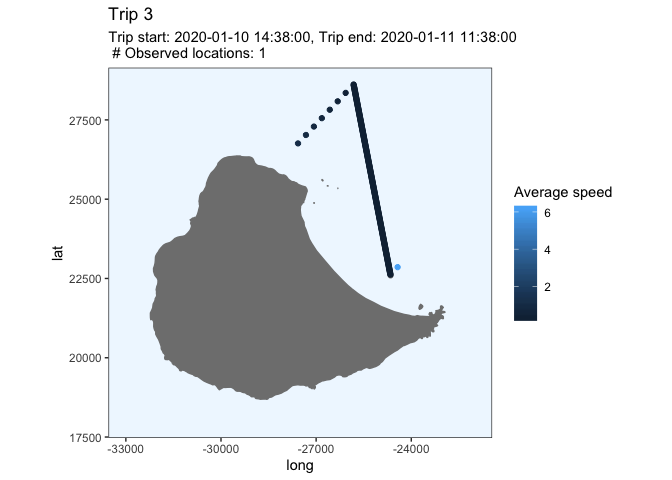 Trip 3
Trip start: 2020-01-10 14:38:00, Trip end: 2020-01-11 11:38:00
# Observed locations: 1
27500
25000
22500
20000
17500
lat
-33000
-30000
-27000
-24000
long
Average speed
6
4
2